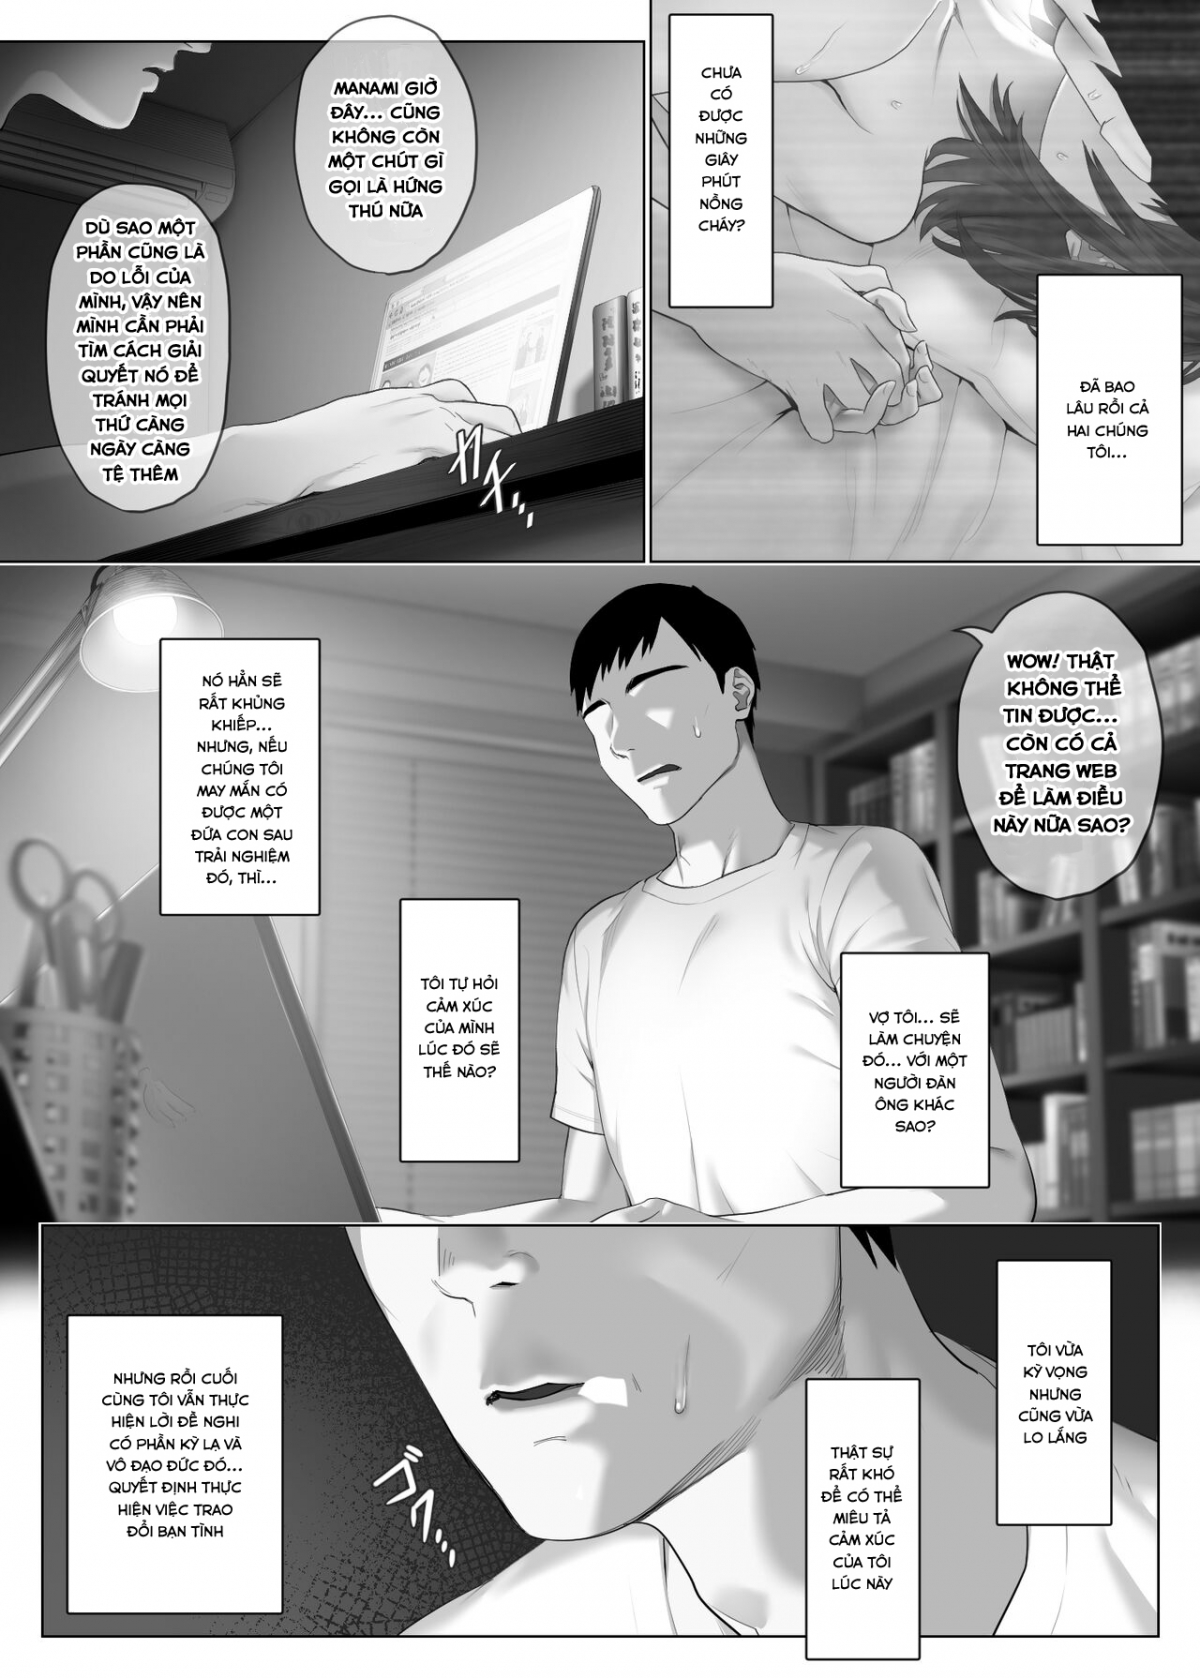 ĐÃ BAO
LÂU RỒI CẢ
HAI CHÚNG
TÔI...
CHƯA
CÓ
ĐƯỢC
NHỮNG
GIÂY
PHÚT
NỒNG
CHÁY?
MANAMI GIỜ
ĐÂY... CŨNG
KHÔNG CÒN
MỘT CHÚT GÌ
GỌI LÀ HỨNG
THÚ NỮA
DÙ SAO MỘT
PHẦN CŨNG LÀ
DO LỖI CỦA
MÌNH, VẬY NÊN
MÌNH CẦN PHẢI
TÌM CÁCH GIẢI
QUYẾT NÓ ĐỂ
TRÁNH MỌI
THỨ CÀNG
NGÀY CÀNG
TỆ THÊM
カチ...
WOW! THẬT
KHÔNG THỂ
TIN ĐƯỢC...
CÒN CÓ CẢ
TRANG WEB
ĐỂ LÀM ĐIỀU
NÀY NỮA SAO?
VỢ TÔI... SẼ
LÀM CHUYỆN
ĐÓ... VỚI MỘT
NGƯỜI ĐÀN
ÔNG KHÁC
SAO?
TÔI TỰ HỎI
CẢM XÚC
CỦA MÌNH
LÚC ĐÓ SẼ
THẾ NÀO?
NÓ HẲN SẼ
RẤT KHỦNG
KHIẾP...
NHƯNG, NẾU
CHÚNG TÔI
MAY MẮN CÓ
ĐƯỢC MỘT
ĐỨA CON SAU
TRẢI NGHIỆM
ĐÓ, THÌ...
TÔI VỪA
KỲ VỌNG
NHƯNG
CŨNG VỪA
LO LẮNG
THẬT SỰ
RẤT KHÓ
ĐỂ CÓ THỂ
MIÊU TẢ
CẢM XÚC
CỦA TÔI
LÚC NÀY
NHƯNG RỒI CUỐI
CÙNG TÔI VẪN THỰC
HIỆN LỜI ĐỀ NGHỊ
CÓ PHẦN KỲ LẠ VÀ
VÔ ĐẠO ĐỨC ĐÓ...
QUYẾT ĐỊNH THỰC
HIỆN VIỆC TRAO
ĐỔI BẠN TÌNH